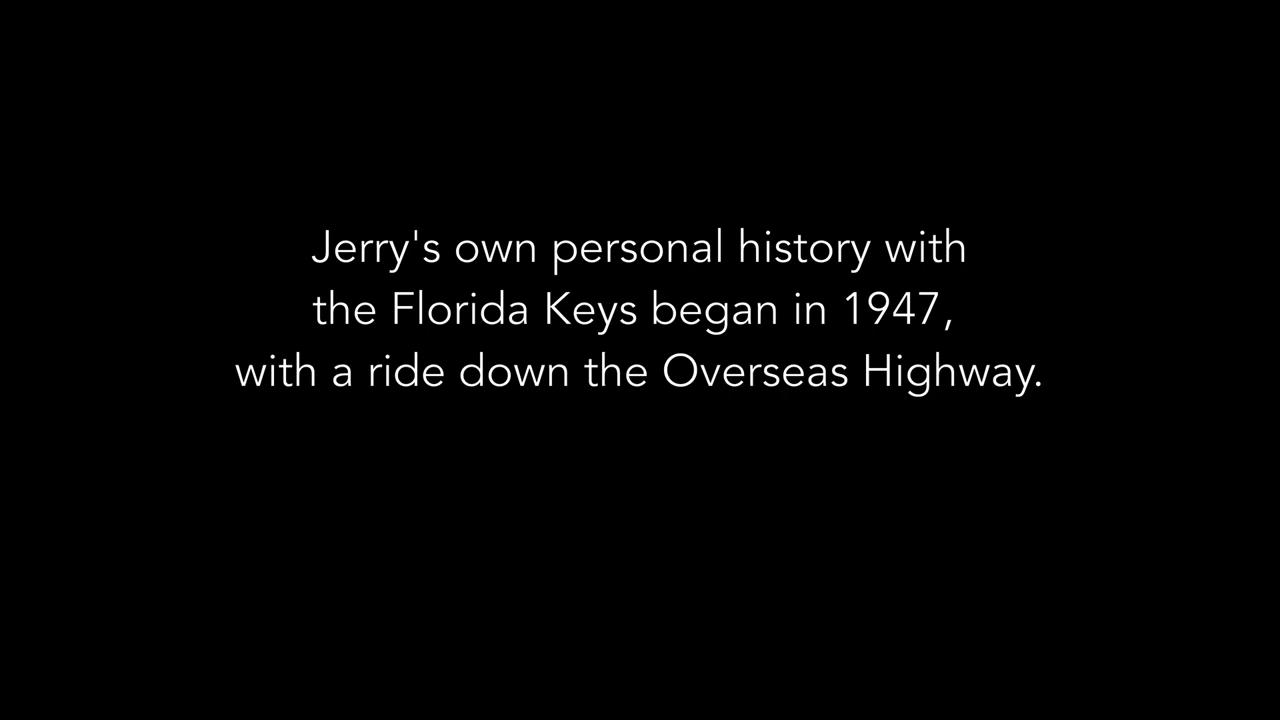 Jerry's own personal history with
the Florida Keys began in 1947,
with a ride down the Overseas Highway.